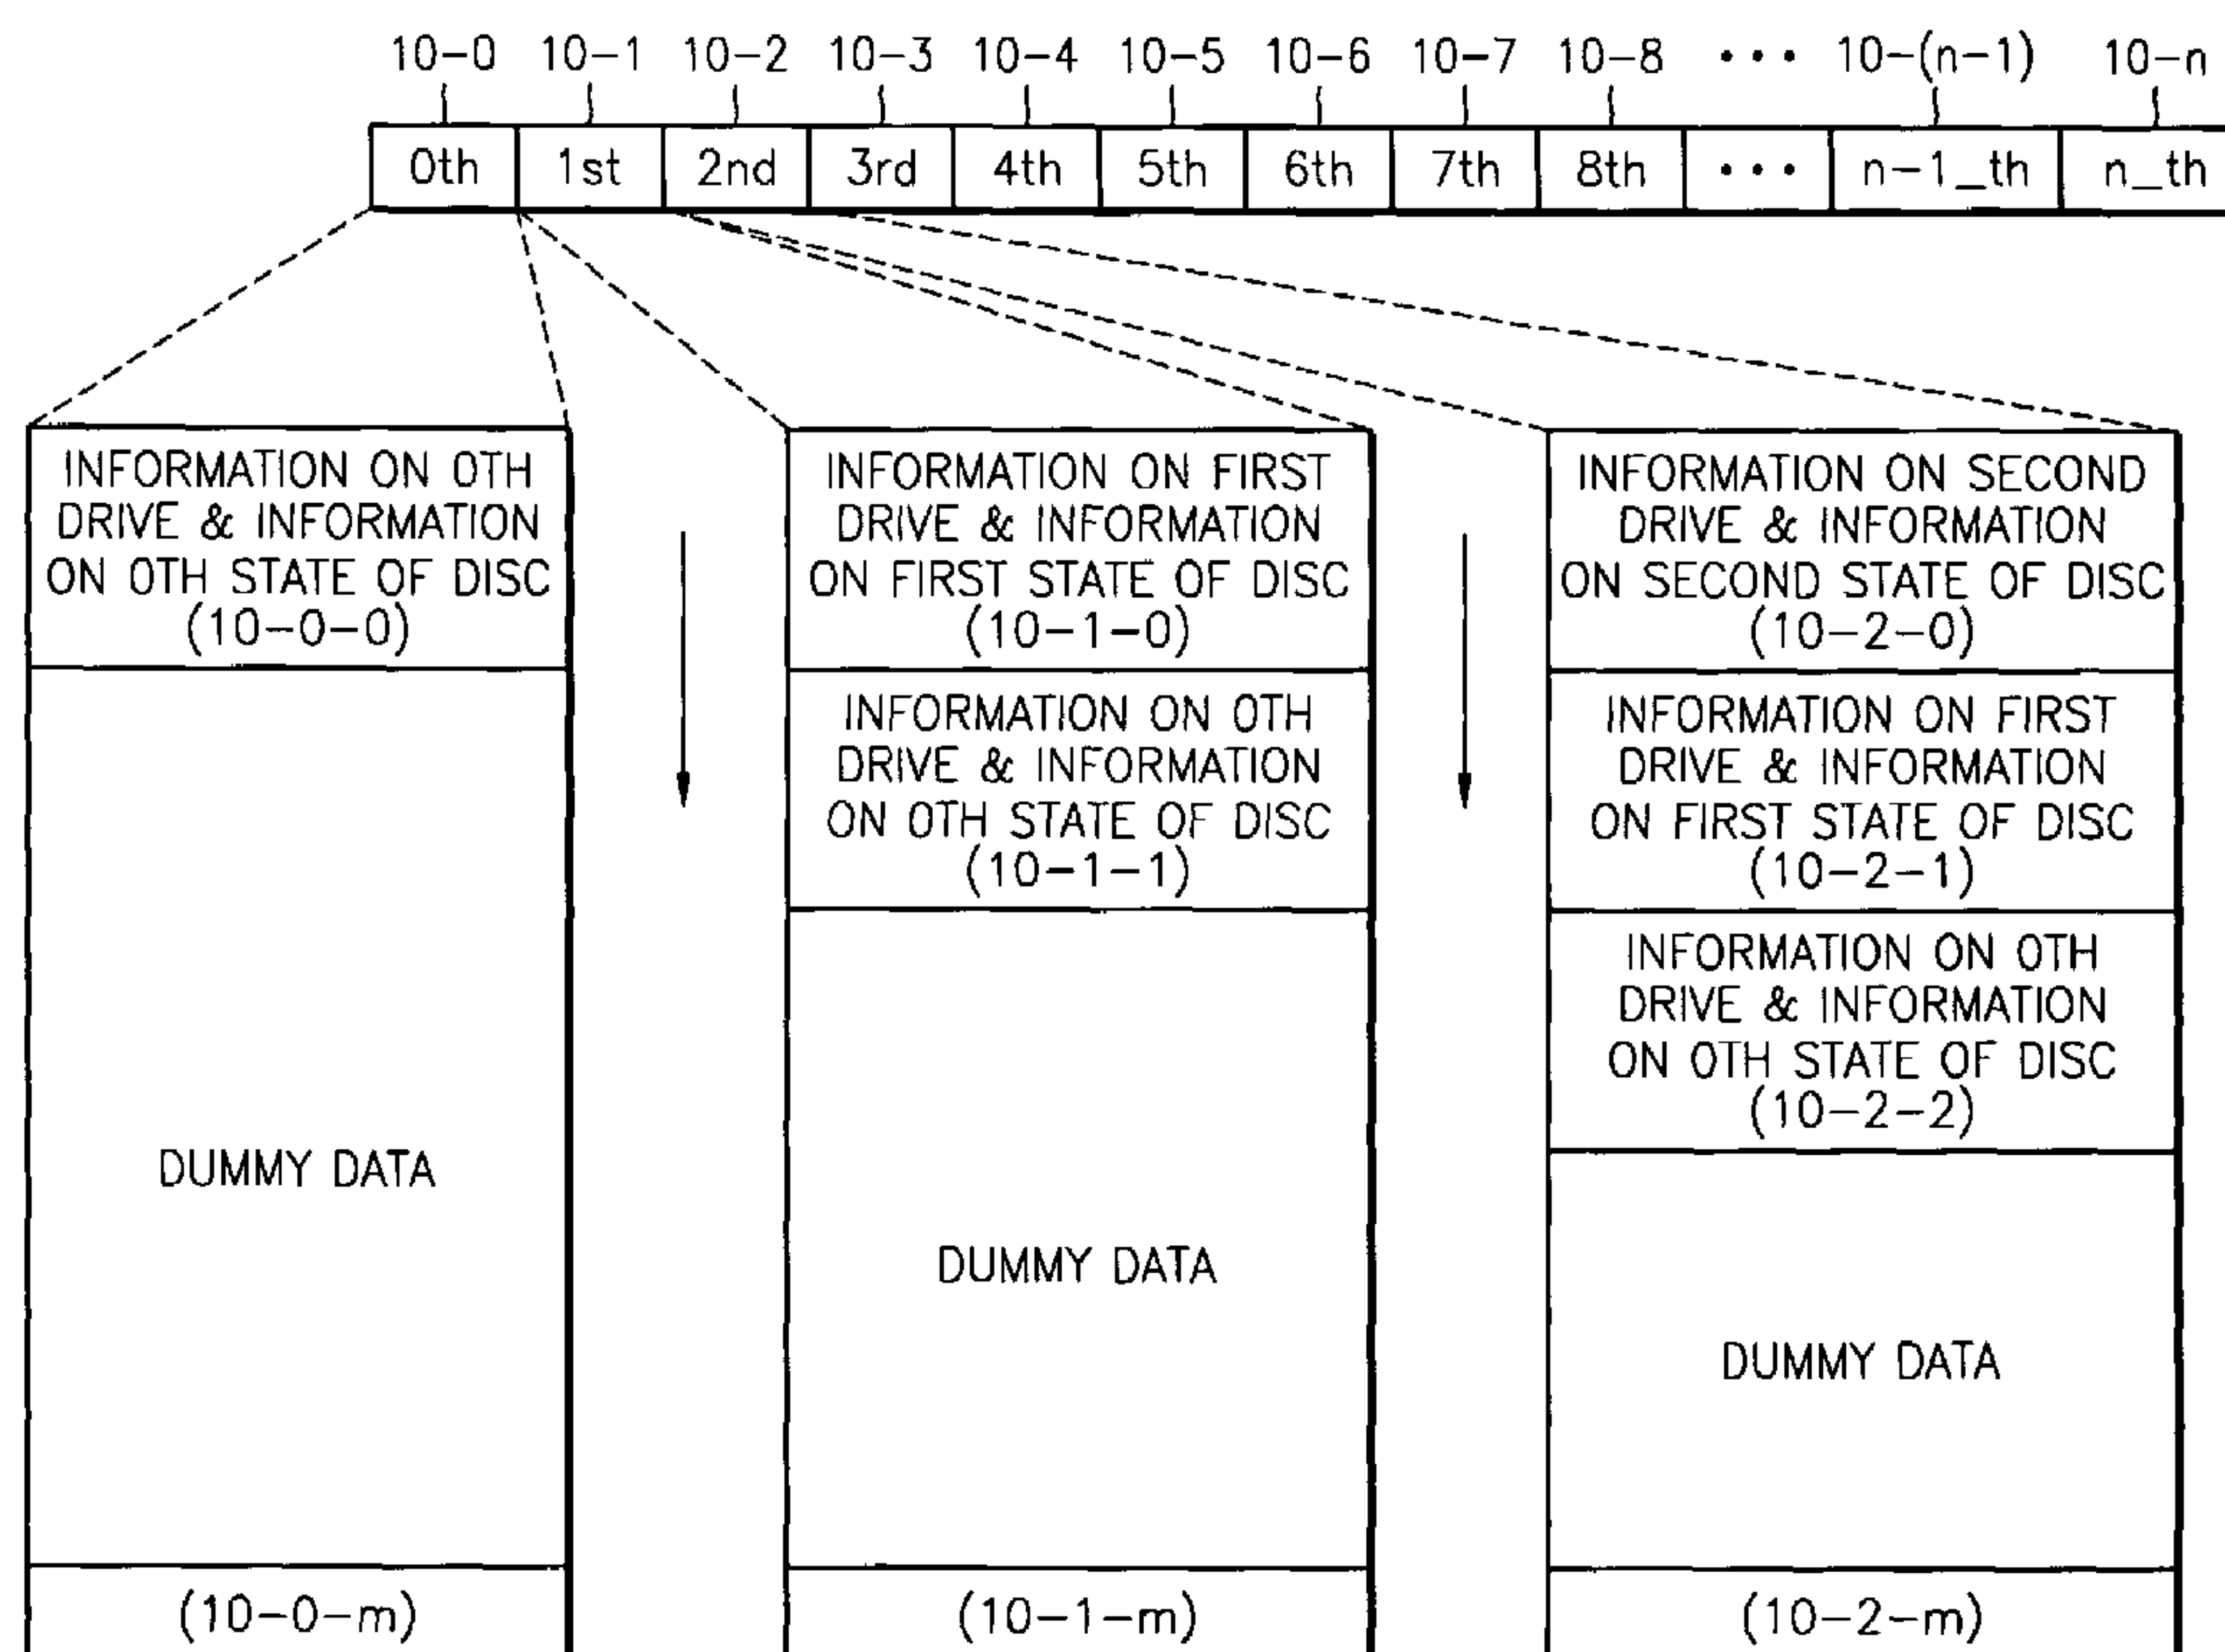 10-0 10-1 10-2 10-3 10-4 10-5 10-6 10-7 10-8 ••• 10-(n-1) 10-n
0th 1st 2nd 3rd 4th 5th 6th 7th 8th ••• n-1_th n_th
INFORMATION ON 0TH
DRIVE & INFORMATION
ON 0TH STATE OF DISC
(10-0-0)
DUMMY DATA
(10-0-m)
INFORMATION ON FIRST
DRIVE & INFORMATION
ON FIRST STATE OF DISC
(10-1-0)
INFORMATION ON 0TH
DRIVE & INFORMATION
ON 0TH STATE OF DISC
(10-1-1)
DUMMY DATA
(10-1-m)
INFORMATION ON SECOND
DRIVE & INFORMATION
ON SECOND STATE OF DISC
(10-2-0)
INFORMATION ON FIRST
DRIVE & INFORMATION
ON FIRST STATE OF DISC
(10-2-1)
INFORMATION ON 0TH
DRIVE & INFORMATION
ON 0TH STATE OF DISC
(10-2-2)
DUMMY DATA
(10-2-m)